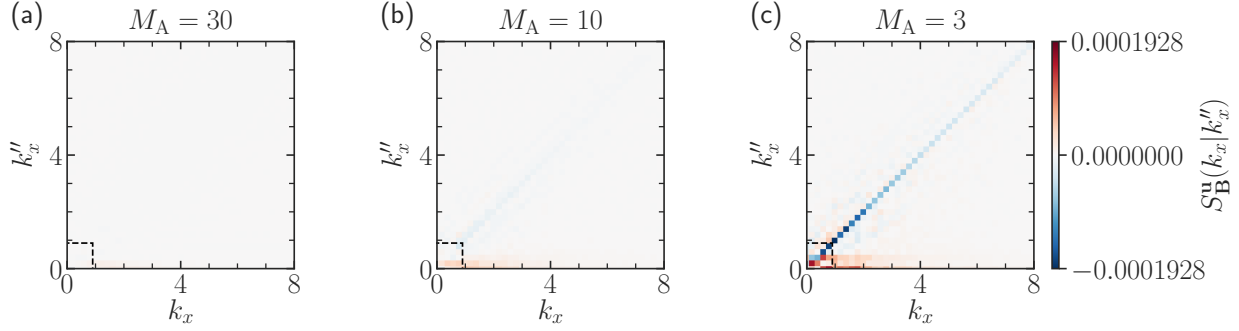 (a) M_A = 30
8
4
0
0 4 8
k''_x
k_x
(b) M_A = 10
8
4
0
0 4 8
k''_x
k_x
(c) M_A = 3
8
4
0
0 4 8
k''_x
k_x
0.0001928
0.0000000
−0.0001928
S^u_B(k_x|k''_x)